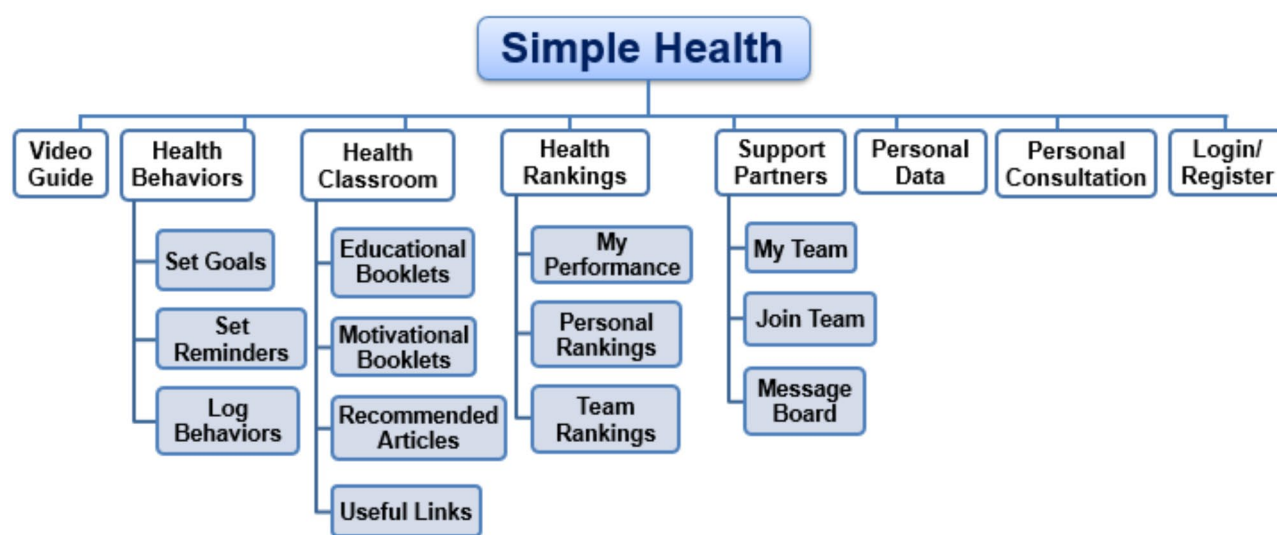 Simple Health
Video
Guide
Health
Behaviors
Set Goals
Set
Reminders
Log
Behaviors
Health
Classroom
Educational
Booklets
Motivational
Booklets
Recommended
Articles
Useful Links
Health
Rankings
My
Performance
Personal
Rankings
Team
Rankings
Support
Partners
My Team
Join Team
Message
Board
Personal
Data
Personal
Consultation
Login/
Register